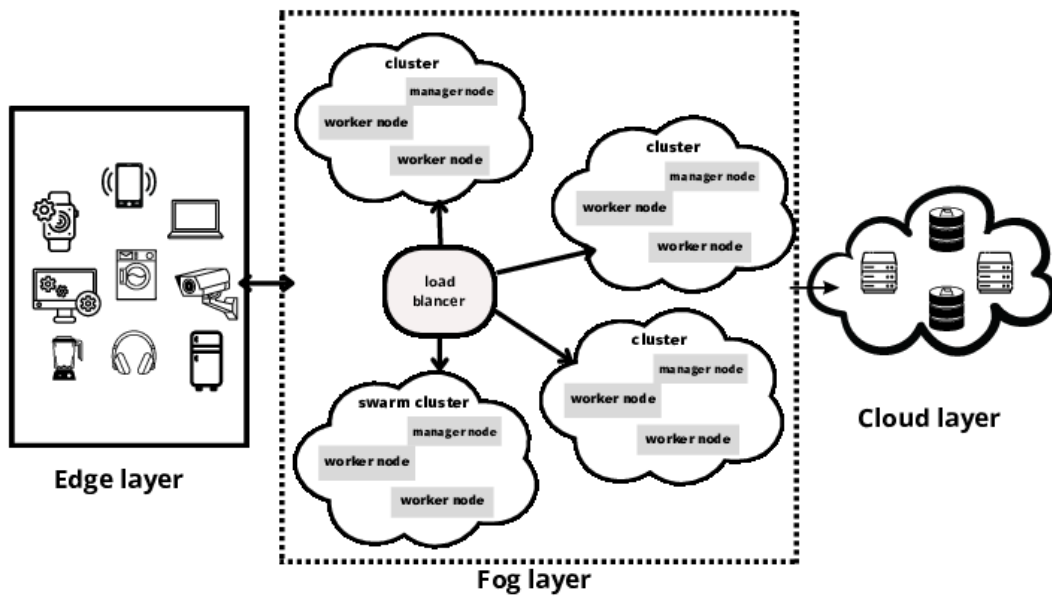 cluster
manager node
worker node
worker node
cluster
manager node
worker node
worker node
load
blancer
cluster
manager node
worker node
worker node
swarm cluster
manager node
worker node
worker node
Edge layer
Fog layer
Cloud layer